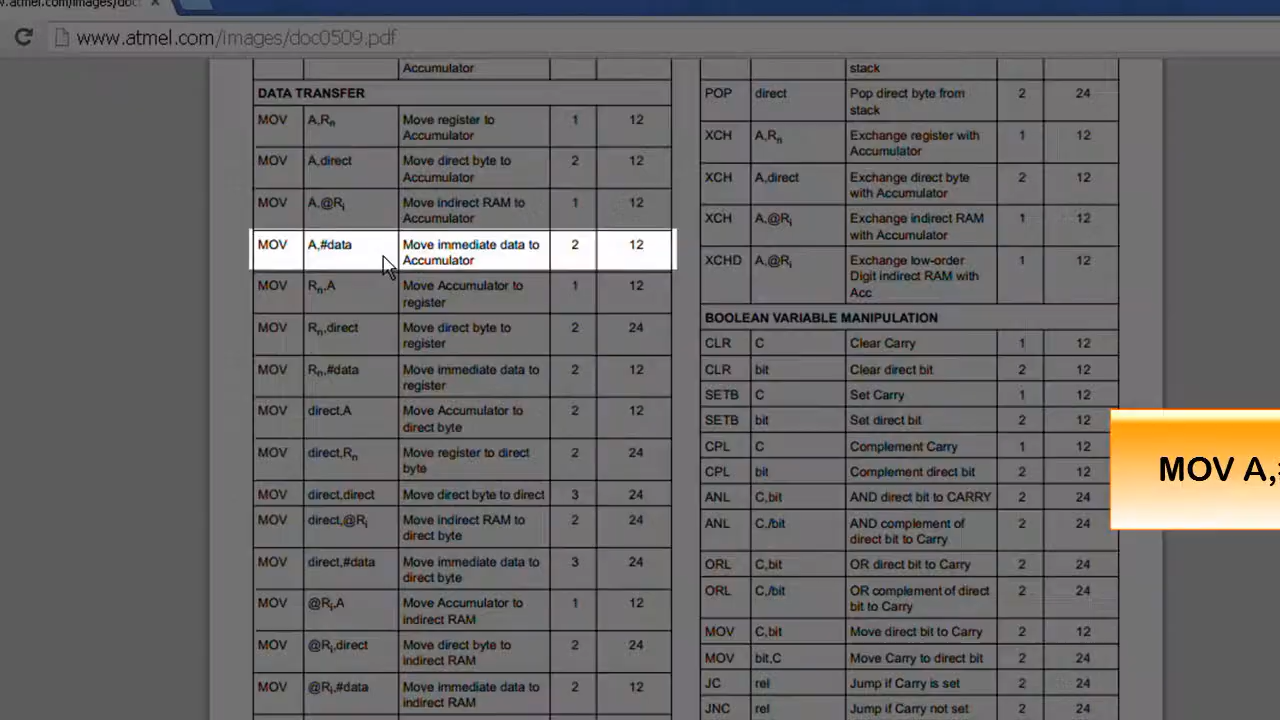 w.atmel.com/images/doc
www.atmel.com/images/doc0509.pdf
Accumulator
DATA TRANSFER
MOV A,Rn Move register to Accumulator 1 12
MOV A,direct Move direct byte to Accumulator 2 12
MOV A,@Ri Move indirect RAM to Accumulator 1 12
MOV A,#data Move immediate data to Accumulator 2 12
MOV Rn,A Move Accumulator to register 1 12
MOV Rn,direct Move direct byte to register 2 24
MOV Rn,#data Move immediate data to register 2 12
MOV direct,A Move Accumulator to direct byte 2 12
MOV direct,Rn Move register to direct byte 2 24
MOV direct,direct Move direct byte to direct 3 24
MOV direct,@Ri Move indirect RAM to direct byte 2 24
MOV direct,#data Move immediate data to direct byte 3 24
MOV @Ri,A Move Accumulator to indirect RAM 1 12
MOV @Ri,direct Move direct byte to indirect RAM 2 24
MOV @Ri,#data Move immediate data to indirect RAM 2 12
stack
POP direct Pop direct byte from stack 2 24
XCH A,Rn Exchange register with Accumulator 1 12
XCH A,direct Exchange direct byte with Accumulator 2 12
XCH A,@Ri Exchange indirect RAM with Accumulator 1 12
XCHD A,@Ri Exchange low-order Digit indirect RAM with Acc 1 12
BOOLEAN VARIABLE MANIPULATION
CLR C Clear Carry 1 12
CLR bit Clear direct bit 2 12
SETB C Set Carry 1 12
SETB bit Set direct bit 2 12
CPL C Complement Carry 1 12
CPL bit Complement direct bit 2 12
ANL C,bit AND direct bit to CARRY 2 24
ANL C,/bit AND complement of direct bit to Carry 2 24
ORL C,bit OR direct bit to Carry 2 24
ORL C,/bit OR complement of direct bit to Carry 2 24
MOV C,bit Move direct bit to Carry 2 12
MOV bit,C Move Carry to direct bit 2 24
JC rel Jump if Carry is set 2 24
JNC rel Jump if Carry not set 2 24
MOV A,